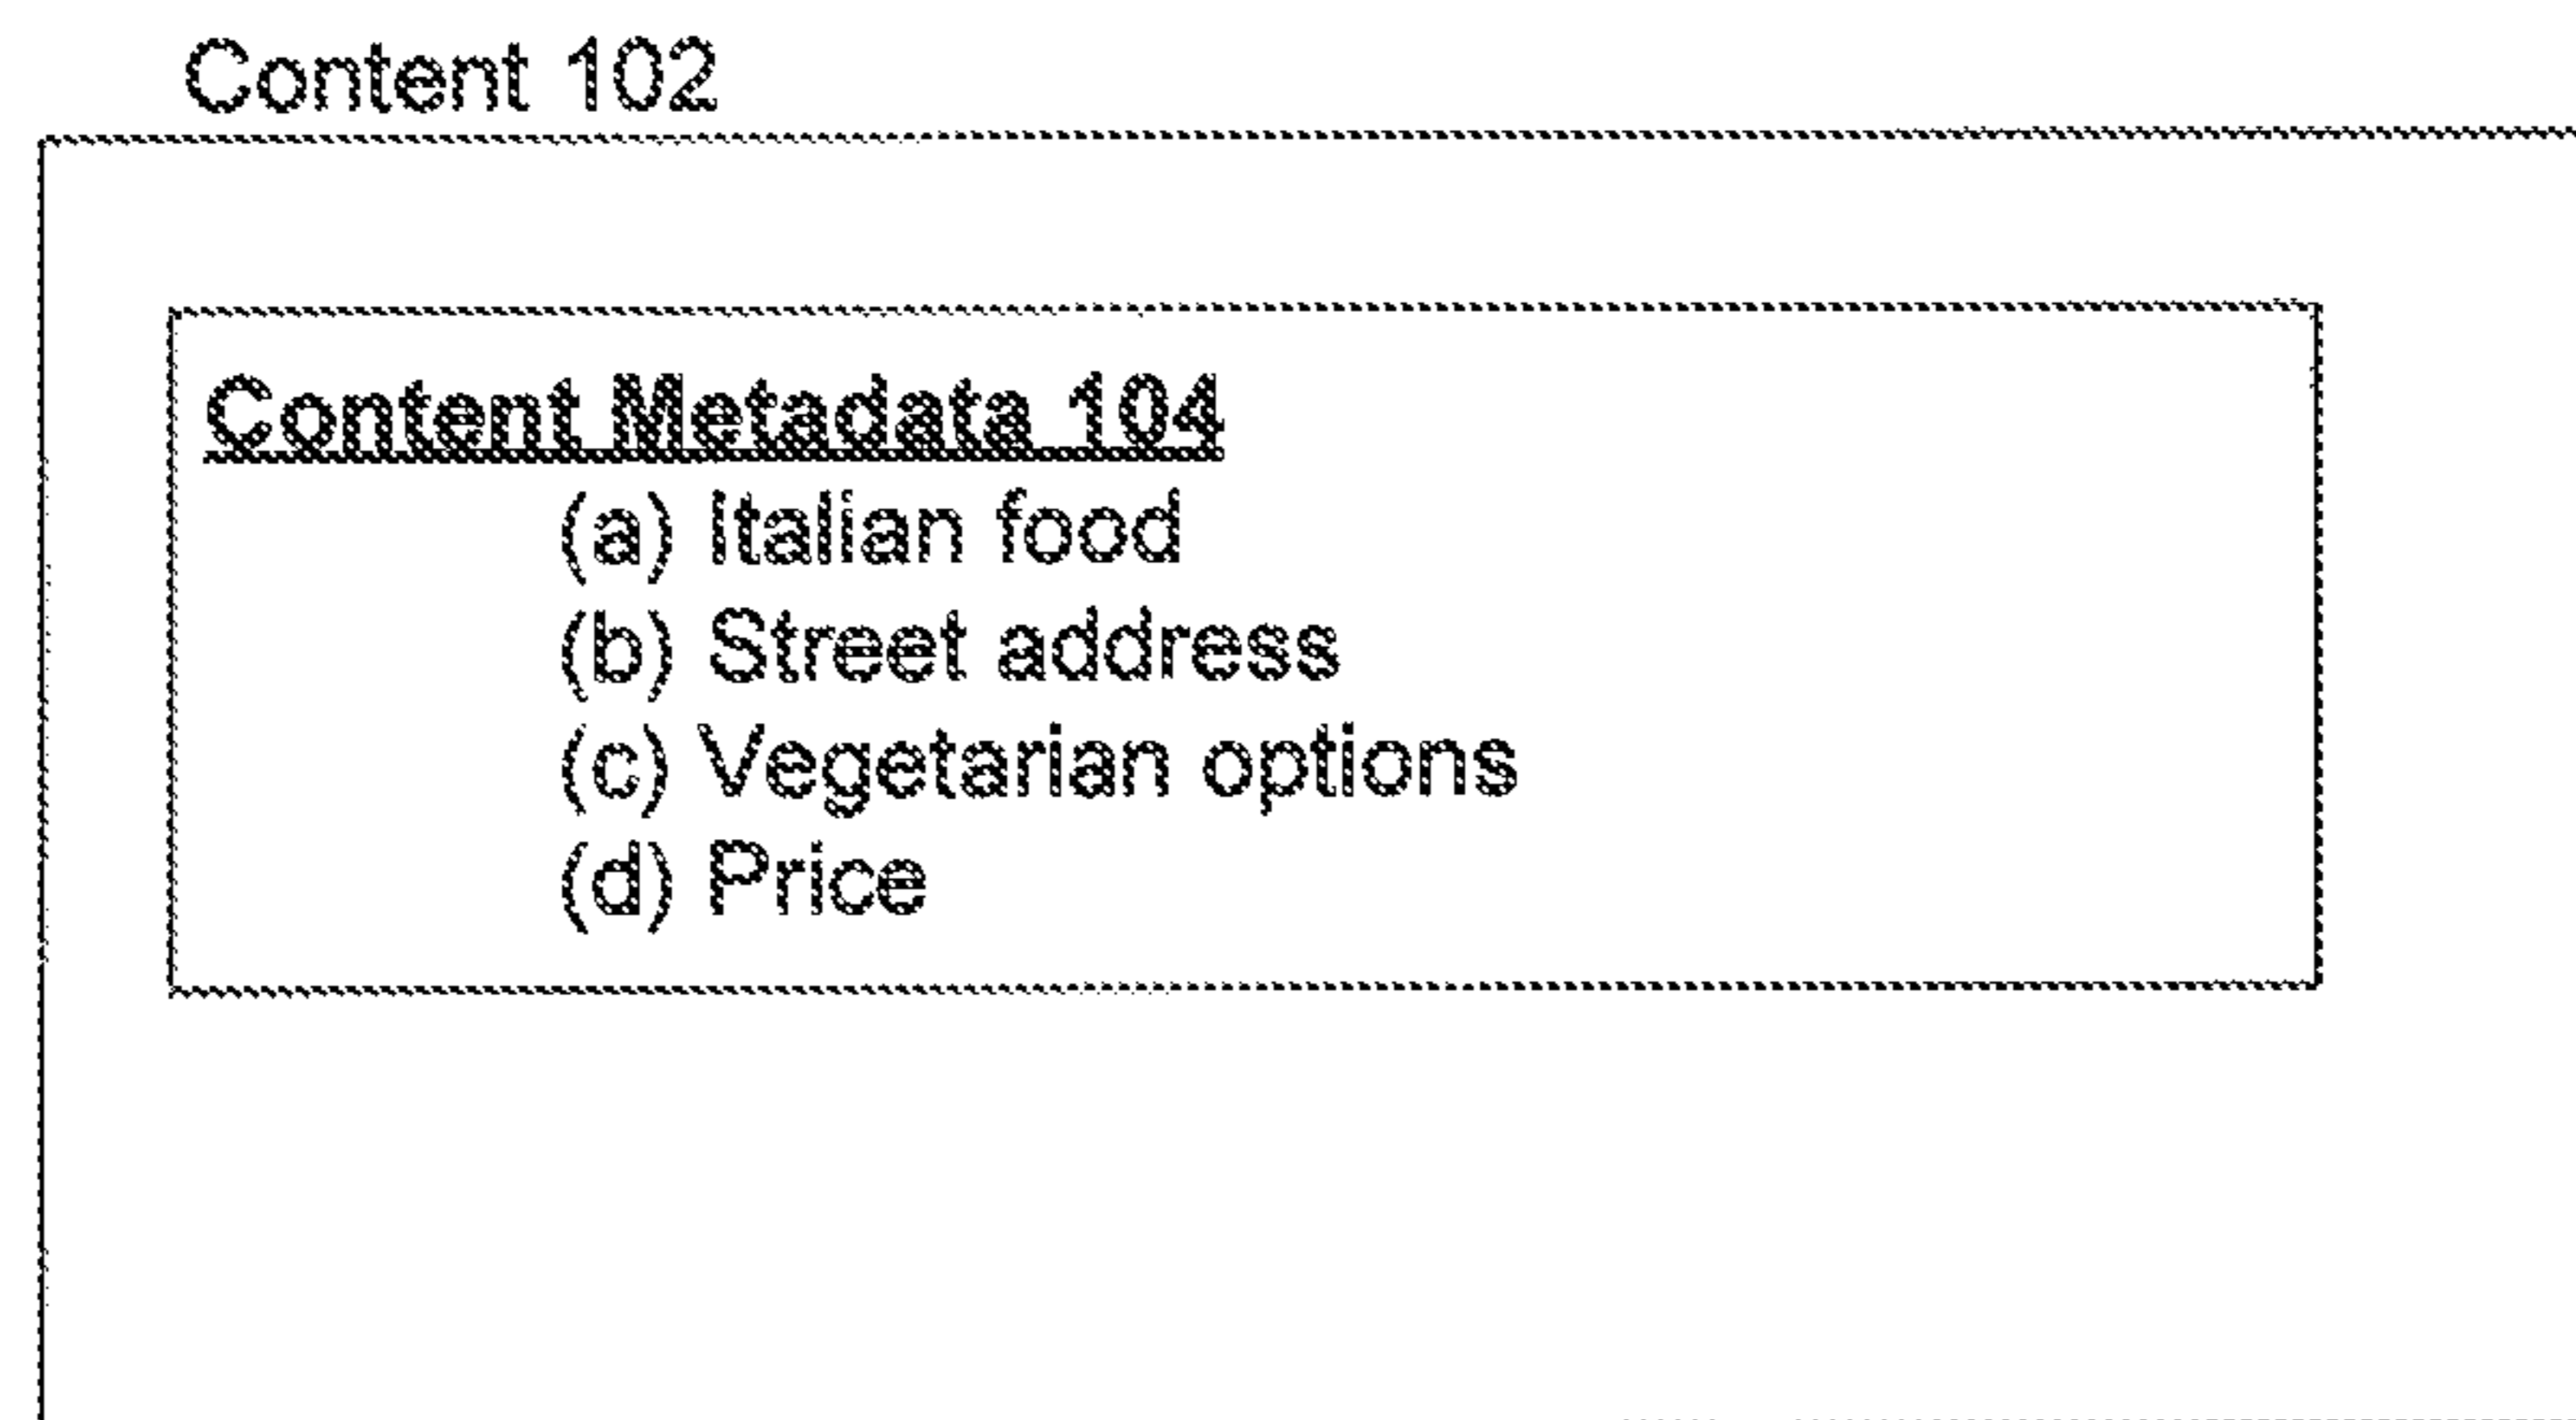 Content 102
Content Metadata 104
(a) Italian food
(b) Street address
(c) Vegetarian options
(d) Price